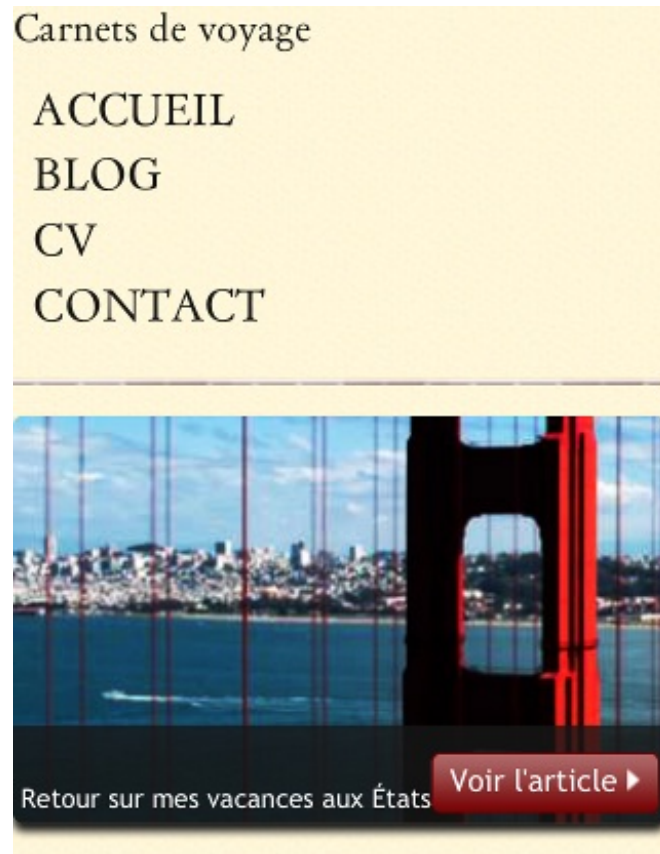 Carnets de voyage
ACCUEIL
BLOG
CV
CONTACT
Retour sur mes vacances aux États
Voir l'article